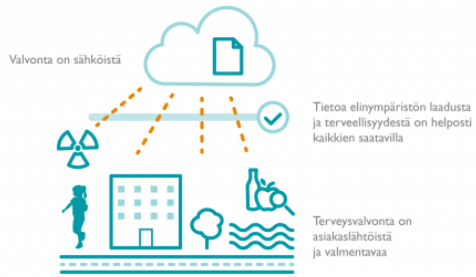 Valvonta on sähköistä
Tietoa elinympäristön laadusta
ja terveellisyydestä on helposti
kaikkien saatavilla
Terveysvalvonta on
asiakaslähtöistä
ja valmentavaa